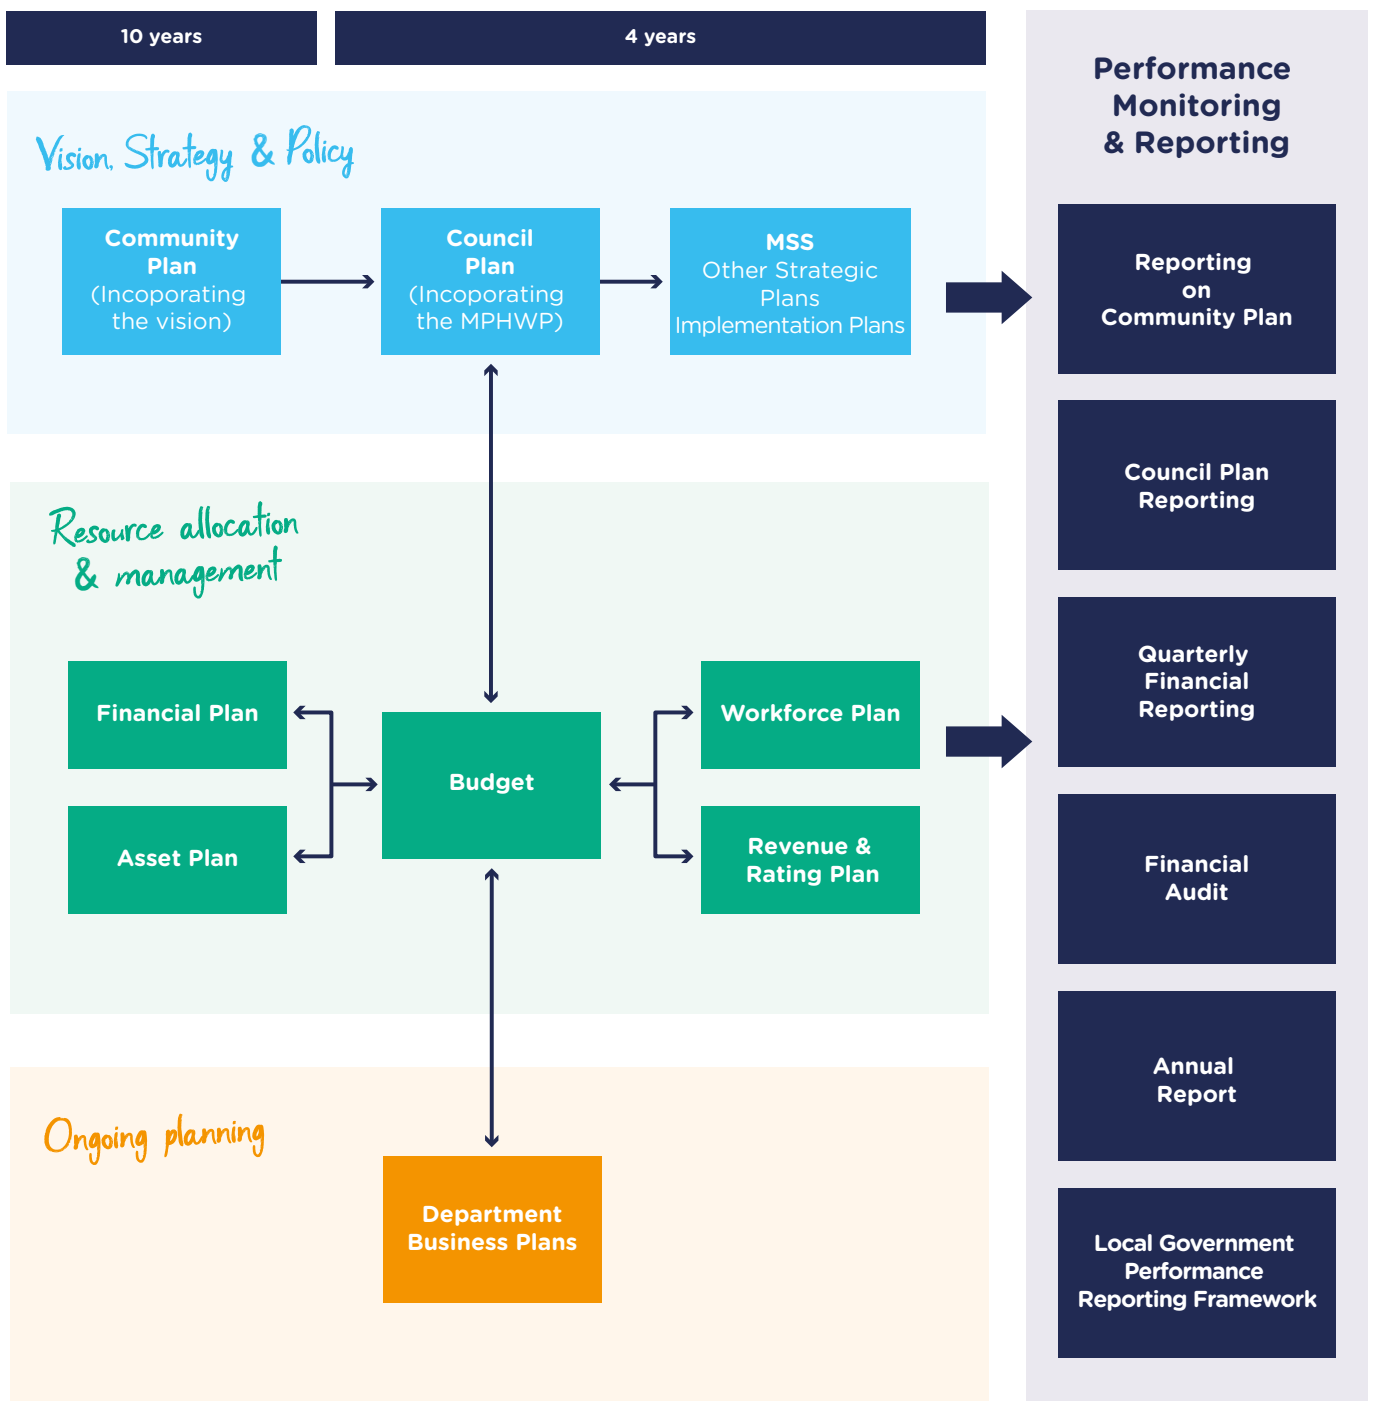 10 years
4 years
Vision, Strategy & Policy
Community
Plan
(Incoporating
the vision)
Council
Plan
(Incoporating
the MPHWP)
MSS
Other Strategic
Plans
Implementation Plans
Resource allocation
& management
Financial Plan
Asset Plan
Budget
Workforce Plan
Revenue &
Rating Plan
Ongoing planning
Department
Business Plans
Performance
Monitoring
& Reporting
Reporting
on
Community Plan
Council Plan
Reporting
Quarterly
Financial
Reporting
Financial
Audit
Annual
Report
Local Government
Performance
Reporting Framework